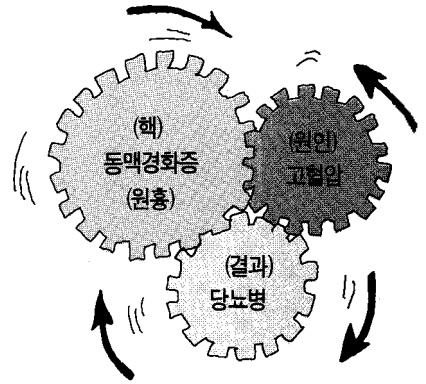 (핵)
동맥경화증
(원흉)
(원인)
고혈압
(결과)
당뇨병